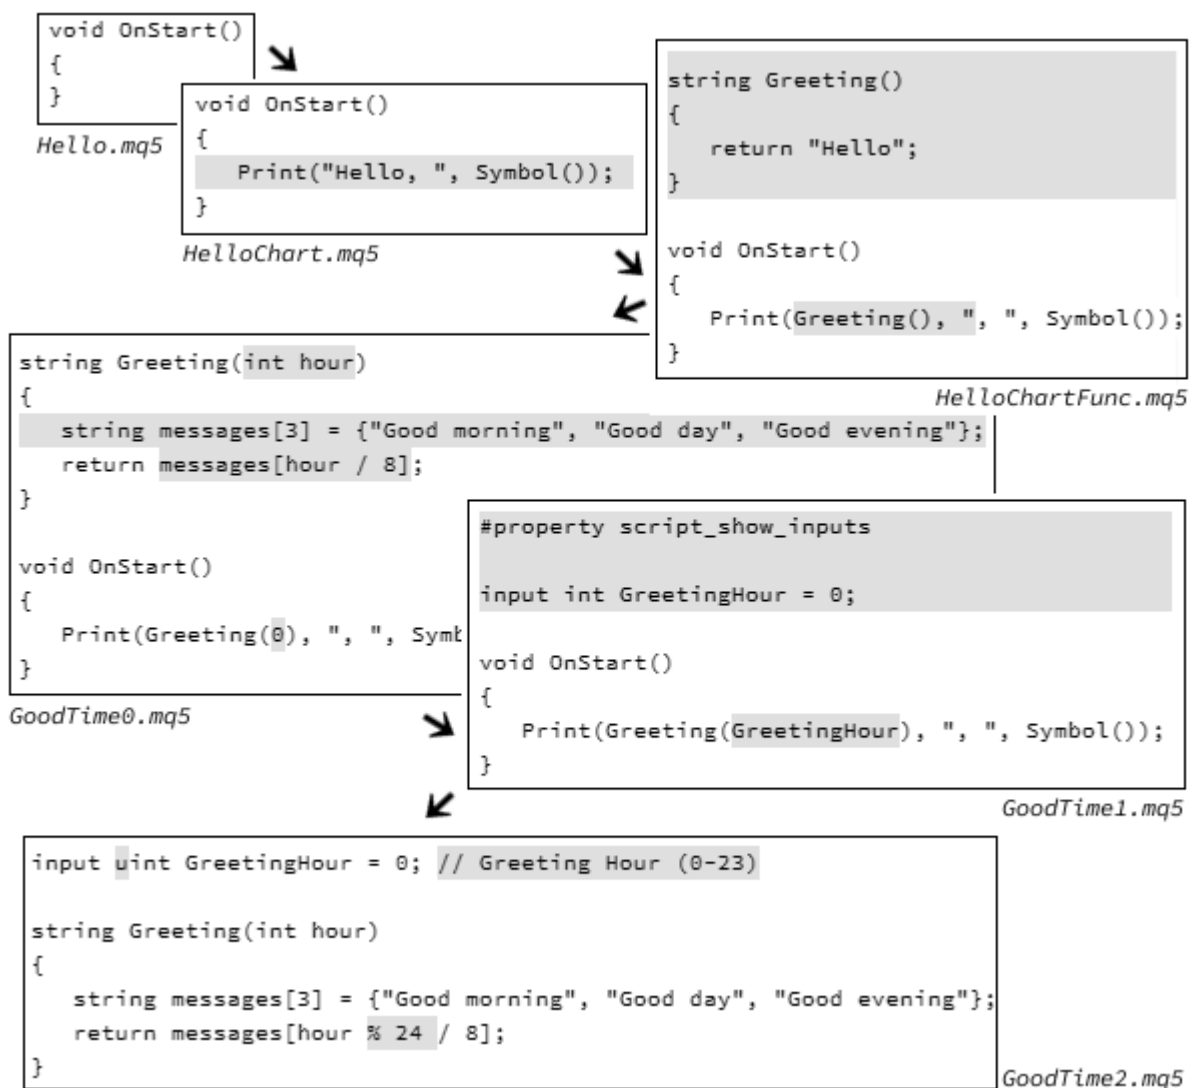 void OnStart()
{
}
Hello.mq5
void OnStart()
{
   Print("Hello, ", Symbol());
}
HelloChart.mq5
string Greeting()
{
   return "Hello";
}
void OnStart()
{
   Print(Greeting(), ", ", Symbol());
}
HelloChartFunc.mq5
string Greeting(int hour)
{
   string messages[3] = {"Good morning", "Good day", "Good evening"};
   return messages[hour / 8];
}
void OnStart()
{
   Print(Greeting(0), ", ", Symb
}
GoodTime0.mq5
#property script_show_inputs
input int GreetingHour = 0;
void OnStart()
{
   Print(Greeting(GreetingHour), ", ", Symbol());
}
GoodTime1.mq5
input uint GreetingHour = 0; // Greeting Hour (0-23)
string Greeting(int hour)
{
   string messages[3] = {"Good morning", "Good day", "Good evening"};
   return messages[hour % 24 / 8];
}
GoodTime2.mq5